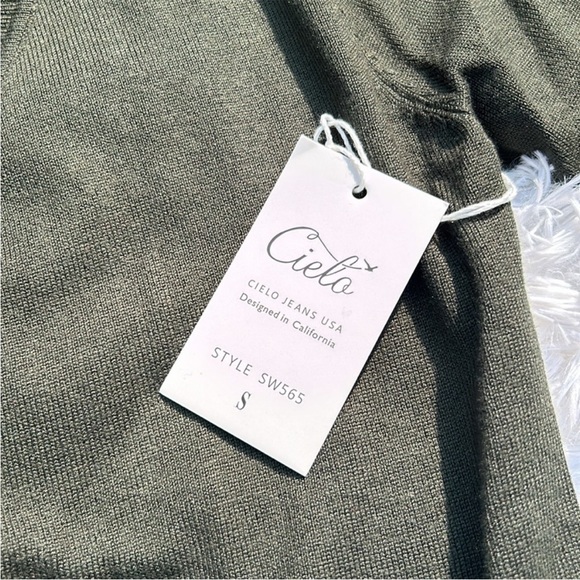 Cielo
CIELO JEANS USA
Designed in California
STYLE SW565
S